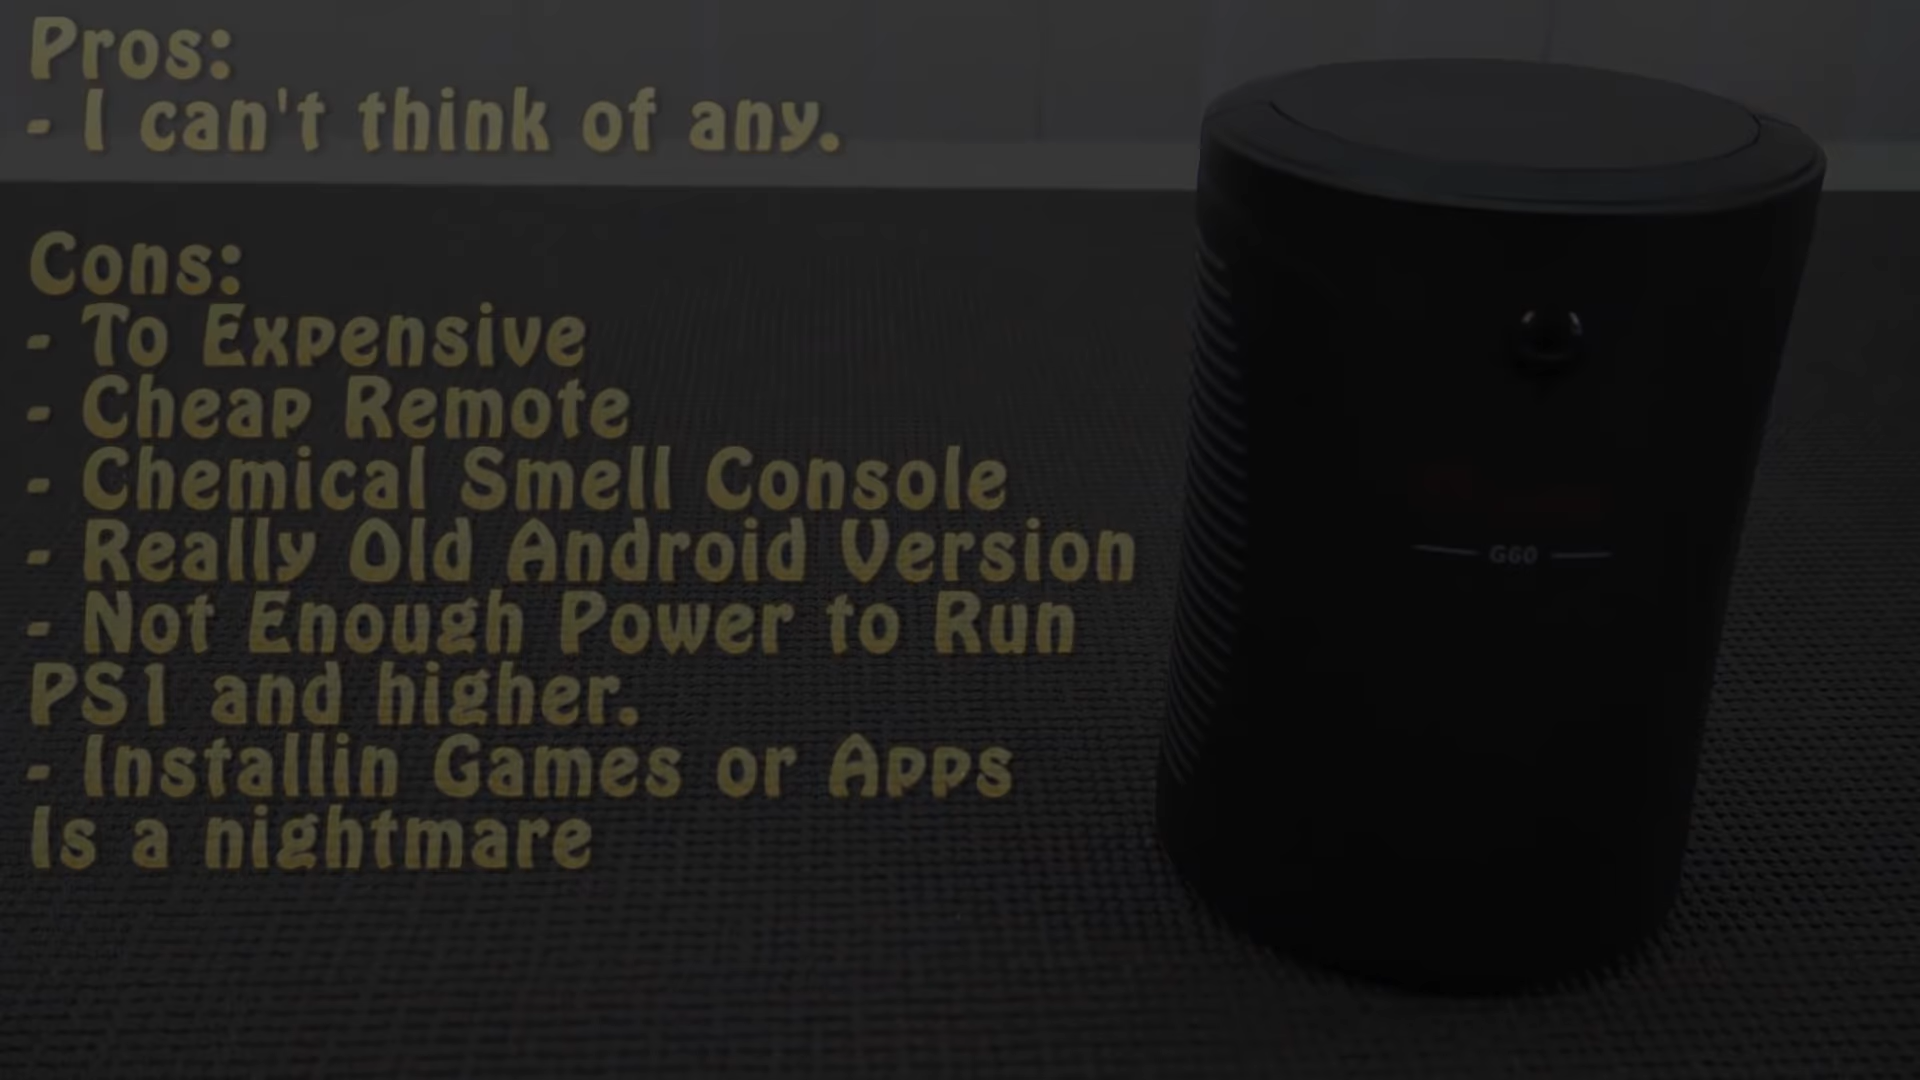 Pros:
- I can't think of any.
Cons:
- To Expensive
- Cheap Remote
- Chemical Smell Console
- Really Old Android Version
- Not Enough Power to Run
PS1 and higher.
- Installin Games or Apps
Is a nightmare
G60